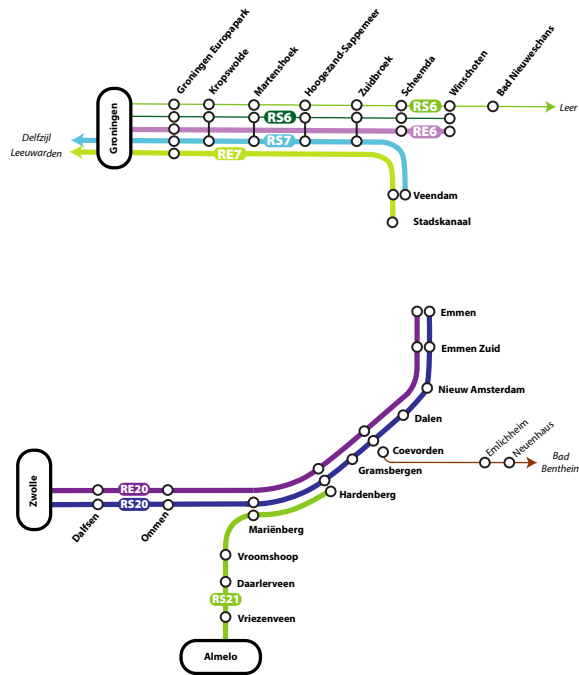 Groningen Europapark
Kropswolde
Martenshoek
Hoogezand-Sappemeer
Zuidbroek
Scheemda
Winschoten
Bad Nieuweschans
Groningen
RS6
Leer
RS6
RE6
Delfzijl
RS7
Leeuwarden
RE7
Veendam
Stadskanaal
Emmen
Emmen Zuid
Nieuw Amsterdam
Dalen
Coevorden
Emlichheim
Neuenhaus
Bad
Bentheim
Gramsbergen
Hardenberg
Zwolle
RE20
RS20
Dalfsen
Ommen
Mariënberg
Vroomshoop
Daarlerveen
RS21
Vriezenveen
Almelo